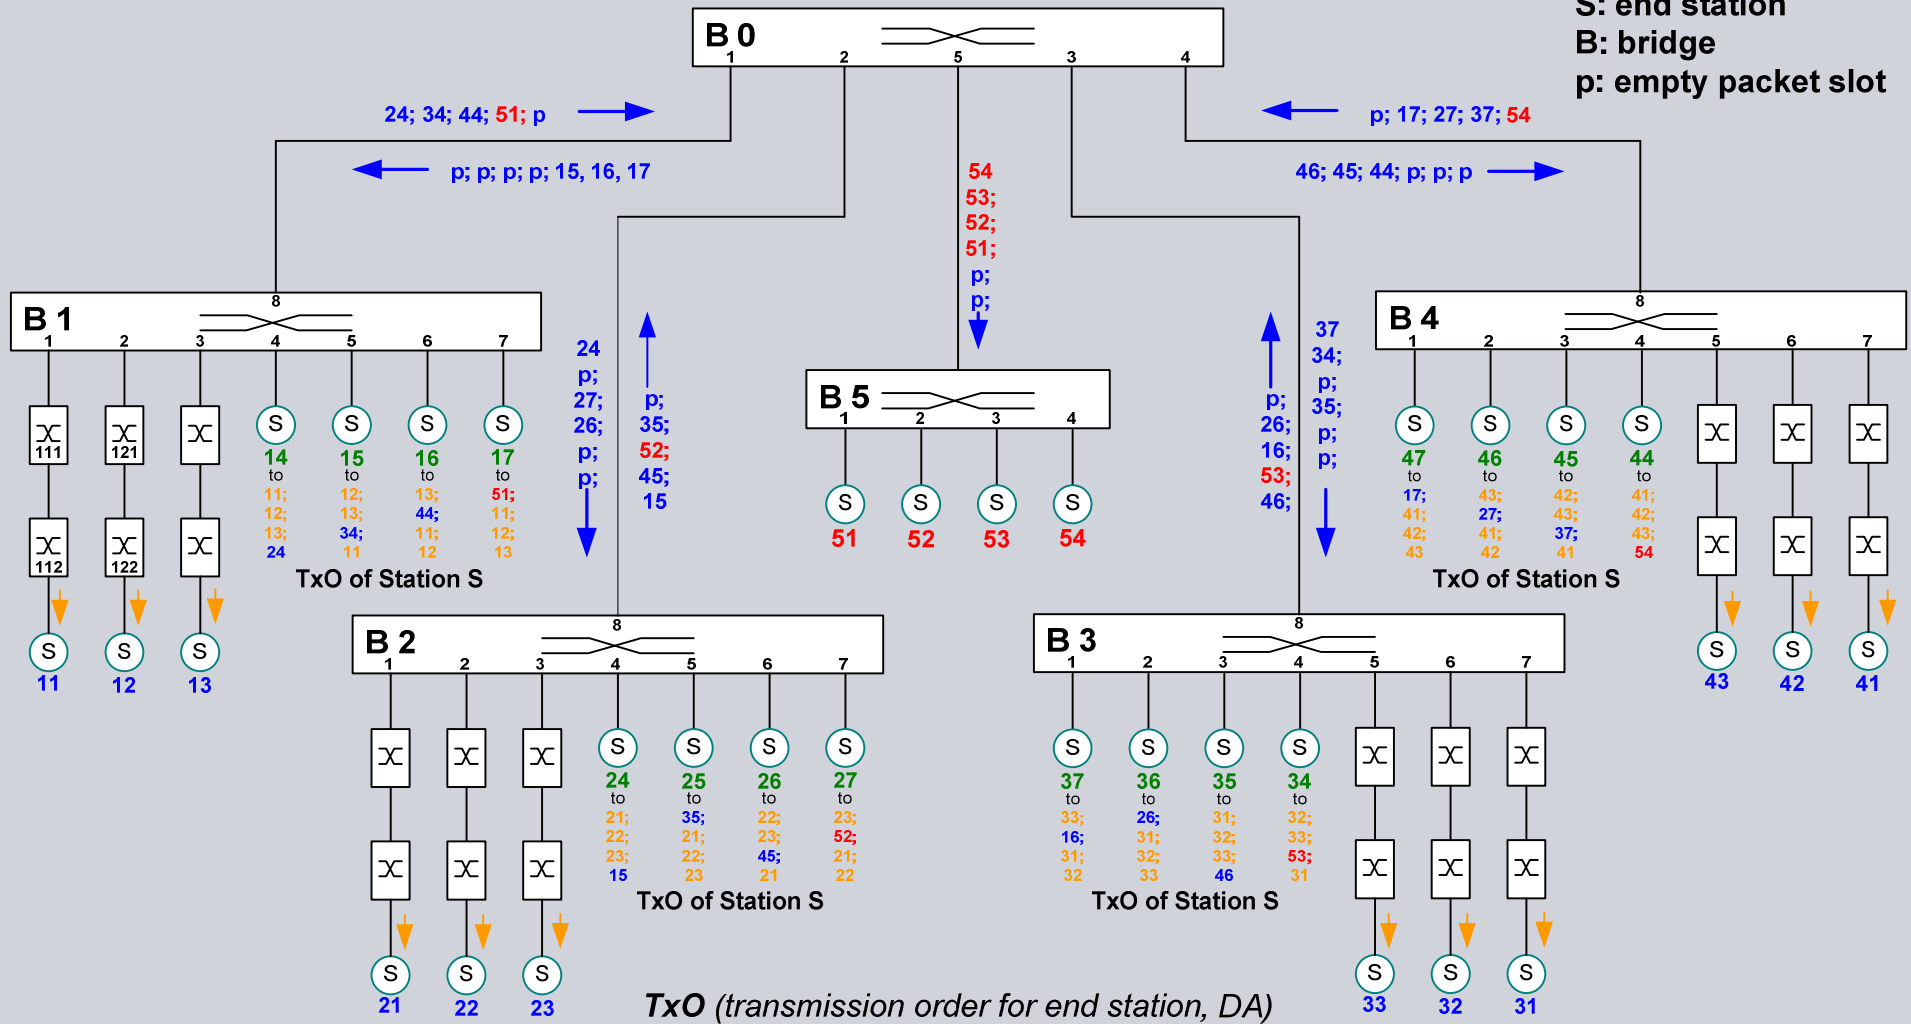 S: end station
B: bridge
p: empty packet slot
B 0
1 2 5 3 4
24; 34; 44; 51; p
p; p; p; p; 15, 16, 17
p; 17; 27; 37; 54
46; 45; 44; p; p; p
54
53;
52;
51;
p;
p;
B 1
8
1 2 3 4 5 6 7
111
112
121
122
S
11
S
12
S
13
S
14
to
11;
12;
13;
24
S
15
to
12;
13;
34;
11
S
16
to
13;
44;
11;
12
S
17
to
51;
11;
12;
13
TxO of Station S
24
p;
27;
26;
p;
p;
p;
35;
52;
45;
15
B 5
1 2 3 4
S
51
S
52
S
53
S
54
p;
26;
16;
53;
46;
37
34;
p;
35;
p;
p;
B 4
8
1 2 3 4 5 6 7
S
47
to
17;
41;
42;
43
S
46
to
43;
27;
41;
42
S
45
to
42;
43;
37;
41
S
44
to
41;
42;
43;
54
TxO of Station S
S
43
S
42
S
41
B 2
8
1 2 3 4 5 6 7
S
21
S
22
S
23
S
24
to
21;
22;
23;
15
S
25
to
35;
21;
22;
23
S
26
to
22;
23;
45;
21
S
27
to
23;
52;
21;
22
TxO of Station S
B 3
8
1 2 3 4 5 6 7
S
37
to
33;
16;
31;
32
S
36
to
26;
31;
32;
33
S
35
to
31;
32;
33;
46
S
34
to
32;
33;
53;
31
TxO of Station S
S
33
S
32
S
31
TxO (transmission order for end station, DA)